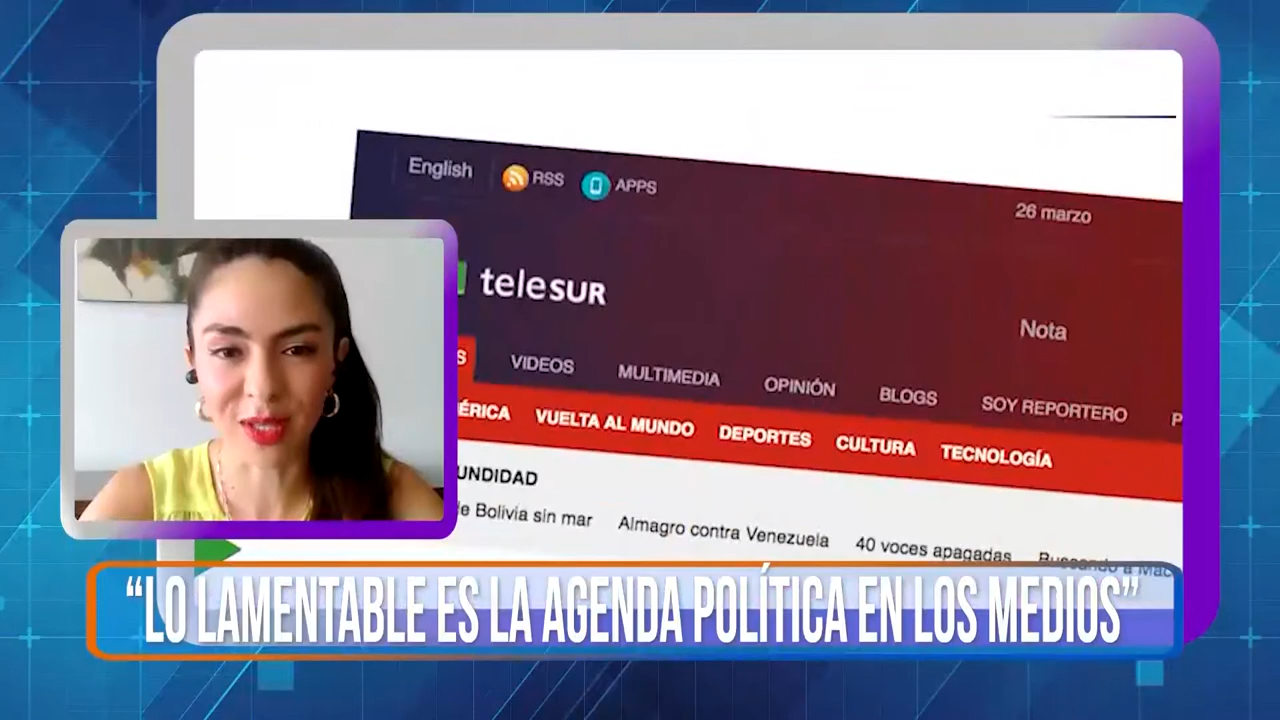 English RSS APPS
26 marzo
teleSUR
Nota
VIDEOS MULTIMEDIA OPINIÓN BLOGS SOY REPORTERO
VUELTA AL MUNDO DEPORTES CULTURA TECNOLOGÍA
de Bolivia sin mar Almagro contra Venezuela 40 voces apagadas
“LO LAMENTABLE ES LA AGENDA POLÍTICA EN LOS MEDIOS”